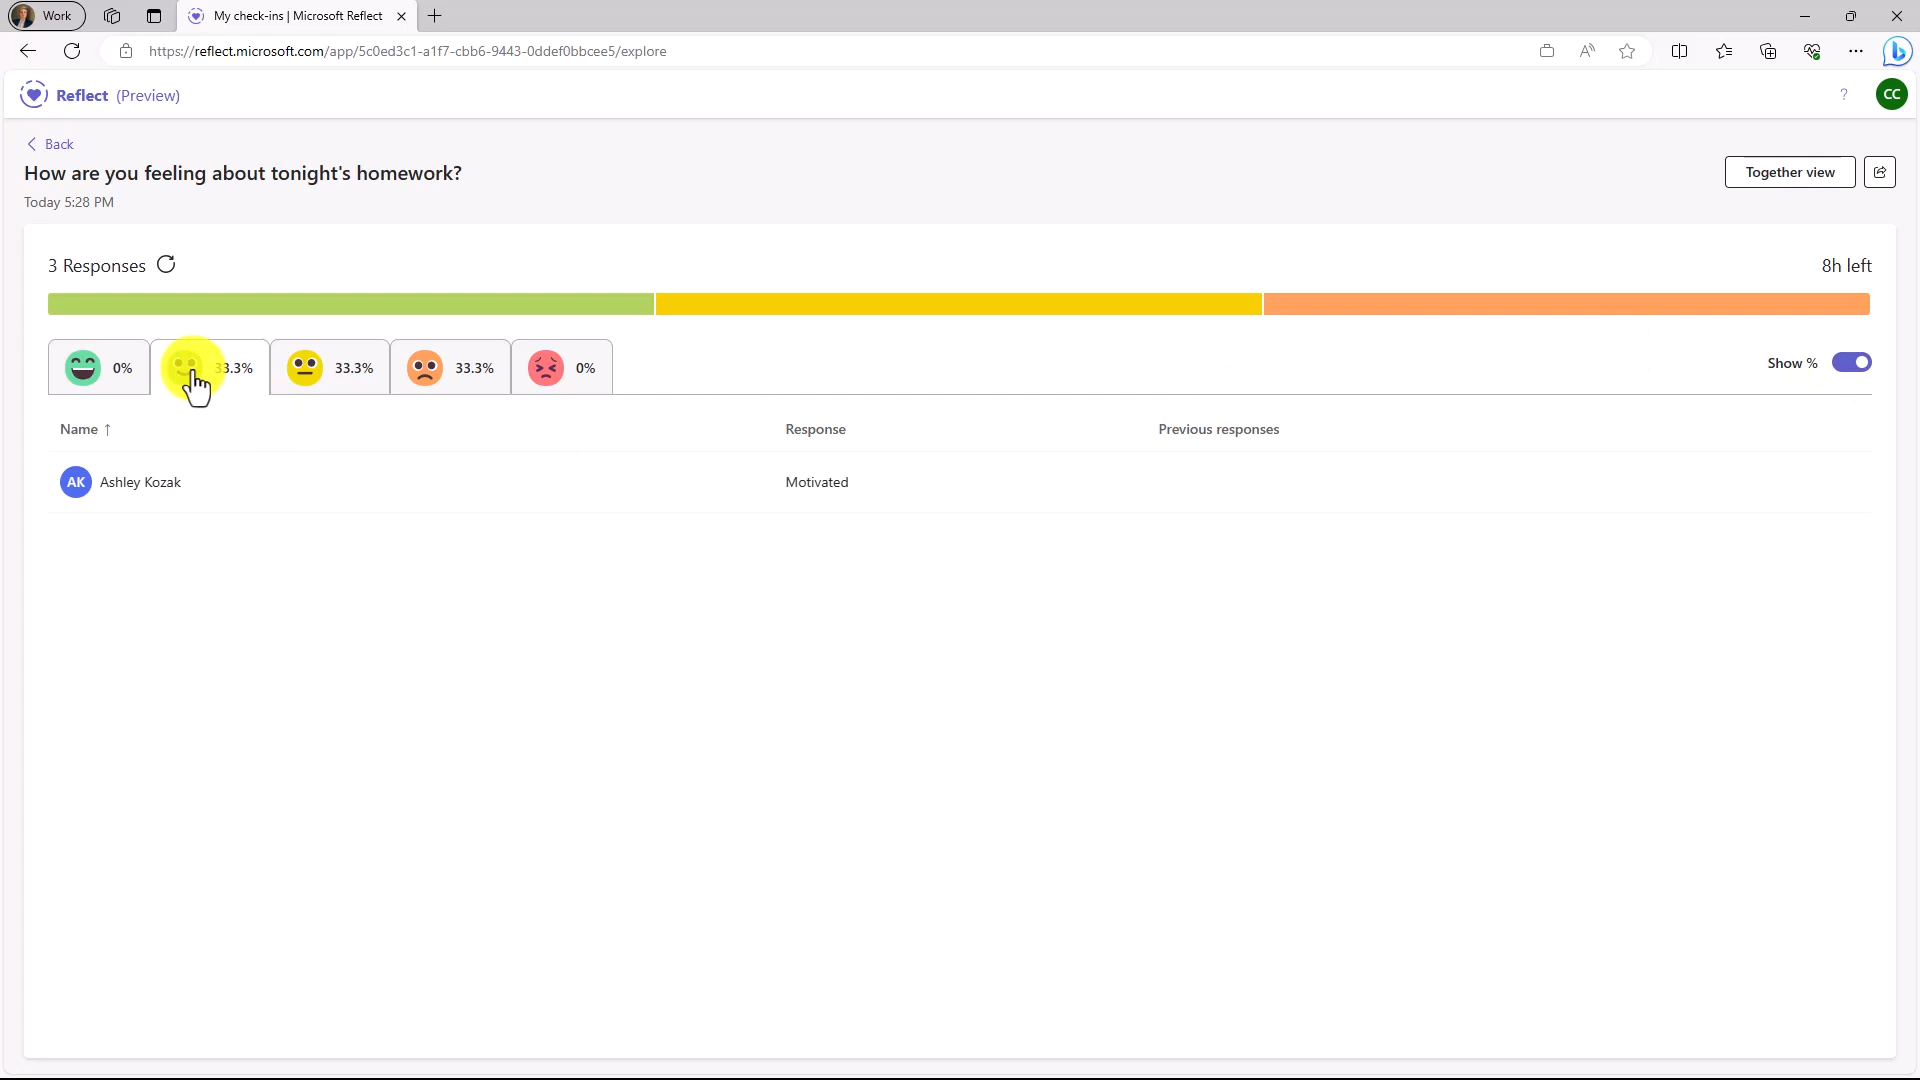 Work
My check-ins | Microsoft Reflect
https://reflect.microsoft.com/app/5c0ed3c1-a1f7-cbb6-9443-0ddef0bbcee5/explore
Reflect (Preview)
?
CC
Back
How are you feeling about tonight's homework?
Together view
Today 5:28 PM
3 Responses
8h left
0%
33.3%
33.3%
33.3%
0%
Show %
Name ↑
Response
Previous responses
AK Ashley Kozak
Motivated